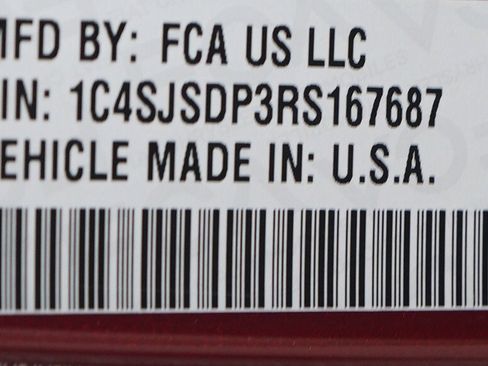 MFD BY: FCA US LLC
IN: 1C4SJSDP3RS167687
EHICLE MADE IN: U.S.A.